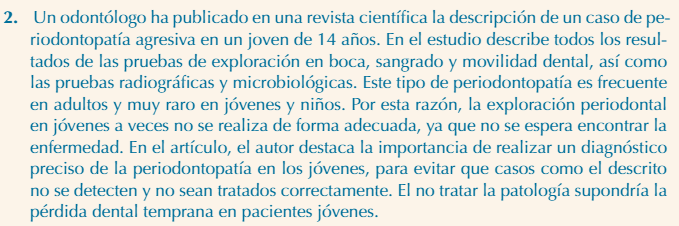 2. Un odontólogo ha publicado en una revista científica la descripción de un caso de pe-
riodontopatía agresiva en un joven de 14 años. En el estudio describe todos los resul-
tados de las pruebas de exploración en boca, sangrado y movilidad dental, así como
las pruebas radiográficas y microbiológicas. Este tipo de periodontopatía es frecuente
en adultos y muy raro en jóvenes y niños. Por esta razón, la exploración periodontal
en jóvenes a veces no se realiza de forma adecuada, ya que no se espera encontrar la
enfermedad. En el artículo, el autor destaca la importancia de realizar un diagnóstico
preciso de la periodontopatía en los jóvenes, para evitar que casos como el descrito
no se detecten y no sean tratados correctamente. El no tratar la patología supondría la
pérdida dental temprana en pacientes jóvenes.